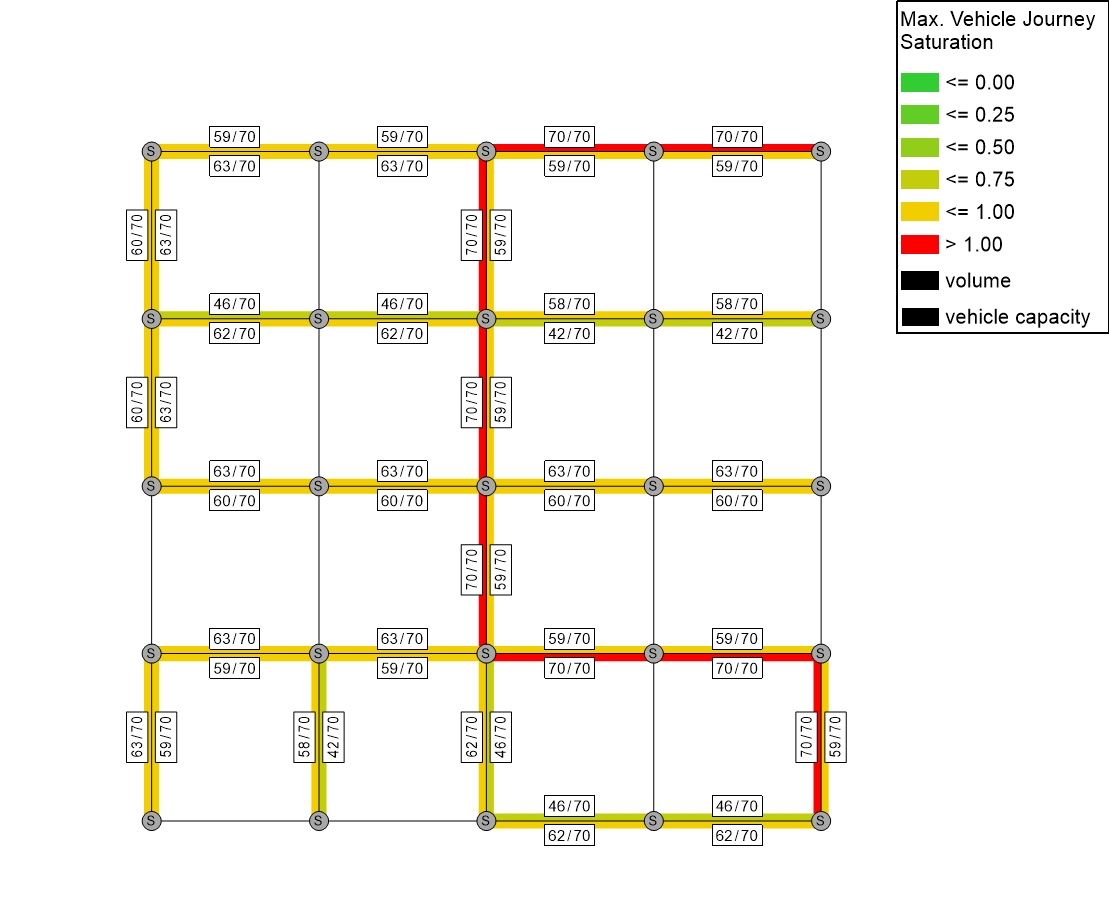 Max. Vehicle Journey
Saturation
<= 0.00
<= 0.25
<= 0.50
<= 0.75
<= 1.00
> 1.00
volume
vehicle capacity
59/70 59/70 70/70 70/70
S S S S S
63/70 63/70 59/70 59/70
60/70 63/70 70/70 59/70
46/70 46/70 58/70 58/70
S S S S S
62/70 62/70 42/70 42/70
60/70 63/70 70/70 59/70
63/70 63/70 63/70 63/70
S S S S S
60/70 60/70 60/70 60/70
70/70 59/70
63/70 63/70 59/70 59/70
S S S S S
59/70 59/70 70/70 70/70
63/70 59/70 58/70 42/70 62/70 46/70 70/70 59/70
46/70 46/70
S S S S S
62/70 62/70